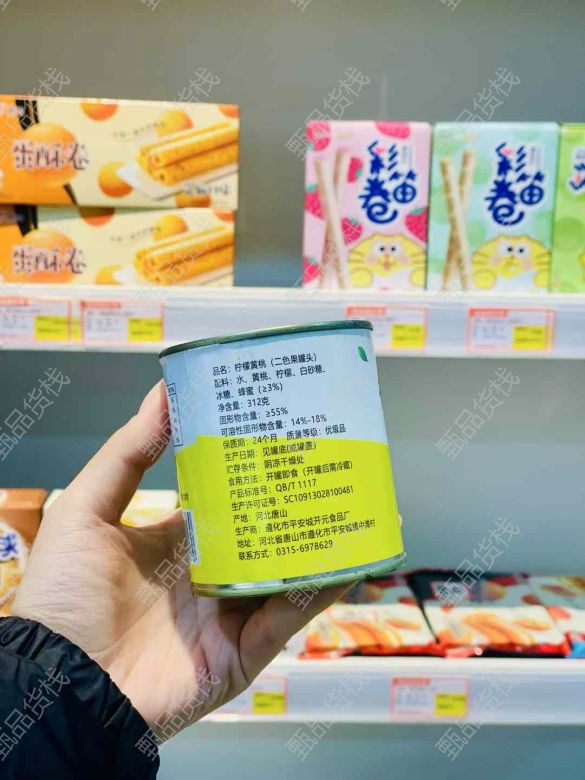 蛋酥卷
蛋酥卷
彩笛卷
彩笛卷
品名：柠檬黄桃（二色果罐头）
配料：水、黄桃、柠檬、白砂糖、
冰糖、蜂蜜（≥3%）
净含量：312克
固形物含量：≥55%
可溶性固形物含量：14%-18%
保质期：24个月 质量等级：优级品
生产日期：见罐底(或罐盖)
贮存条件：阴凉干燥处
食用方法：开罐即食（开罐后需冷藏）
产品标准号：QB/T 1117
生产许可证号：SC10913028100481
产地：河北唐山
生产商：遵化市平安城开元食品厂
地址：河北省唐山市遵化市平安城镇中滩村
联系方式：0315-6978629
甄品货栈